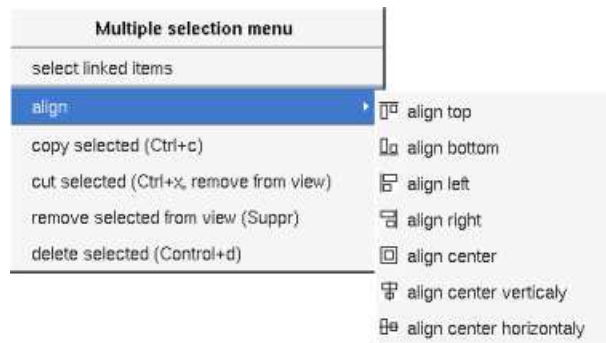 Multiple selection menu
select linked items
align
copy selected (Ctrl+c)
cut selected (Ctrl+x, remove from view)
remove selected from view (Suppr)
delete selected (Control+d)
align top
align bottom
align left
align right
align center
align center verticaly
align center horizontaly